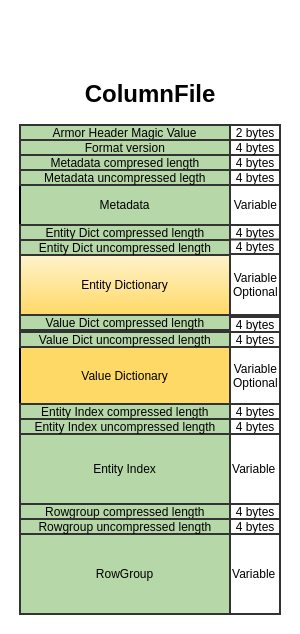 ColumnFile
Armor Header Magic Value 2 bytes
Format version 4 bytes
Metadata compresed length 4 bytes
Metadata uncompressed legth 4 bytes
Metadata Variable
Entity Dict compressed length 4 bytes
Entity Dict uncompressed length 4 bytes
Entity Dictionary Variable
Optional
Value Dict compressed length 4 bytes
Value Dict uncompressed length 4 bytes
Value Dictionary Variable
Optional
Entity Index compressed length 4 bytes
Entity Index uncompressed length 4 bytes
Entity Index Variable
Rowgroup compressed length 4 bytes
Rowgroup uncompressed length 4 bytes
RowGroup Variable